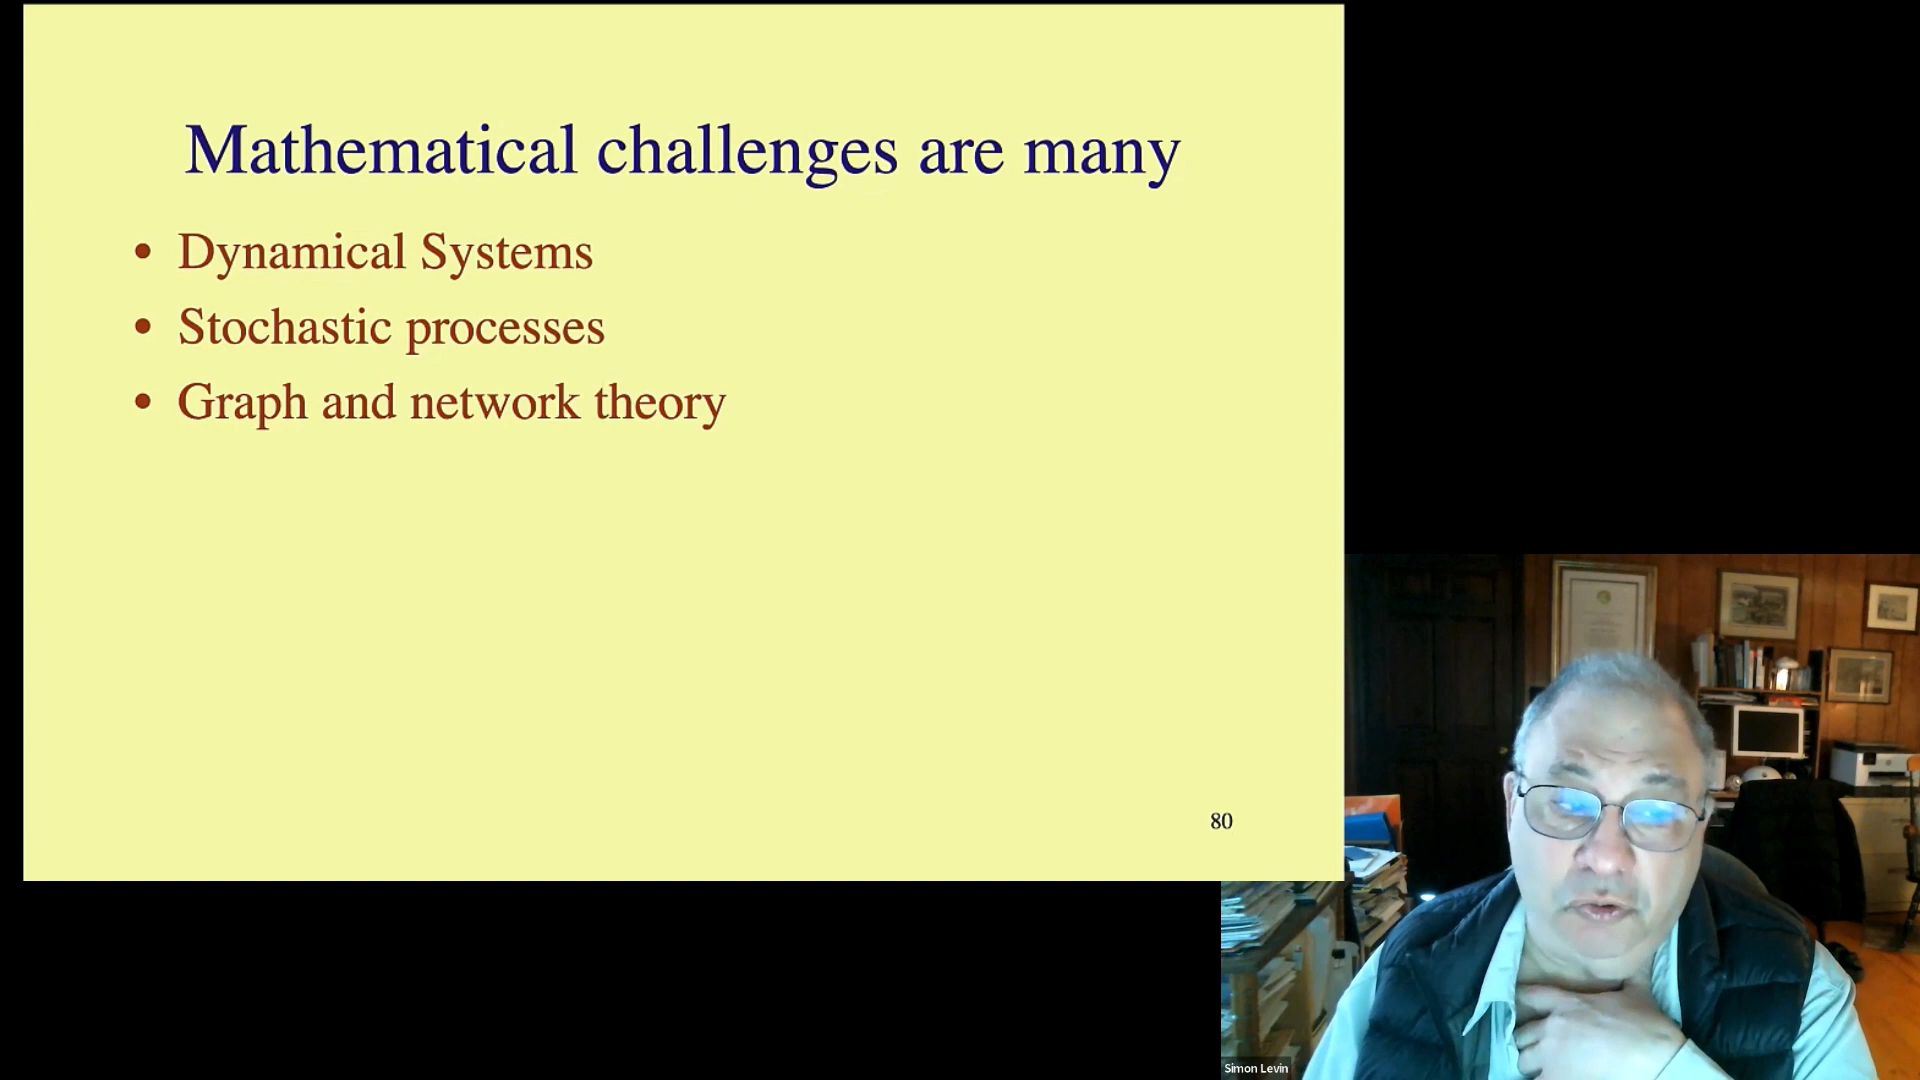 Mathematical challenges are many
• Dynamical Systems
• Stochastic processes
• Graph and network theory
80
Simon Levin